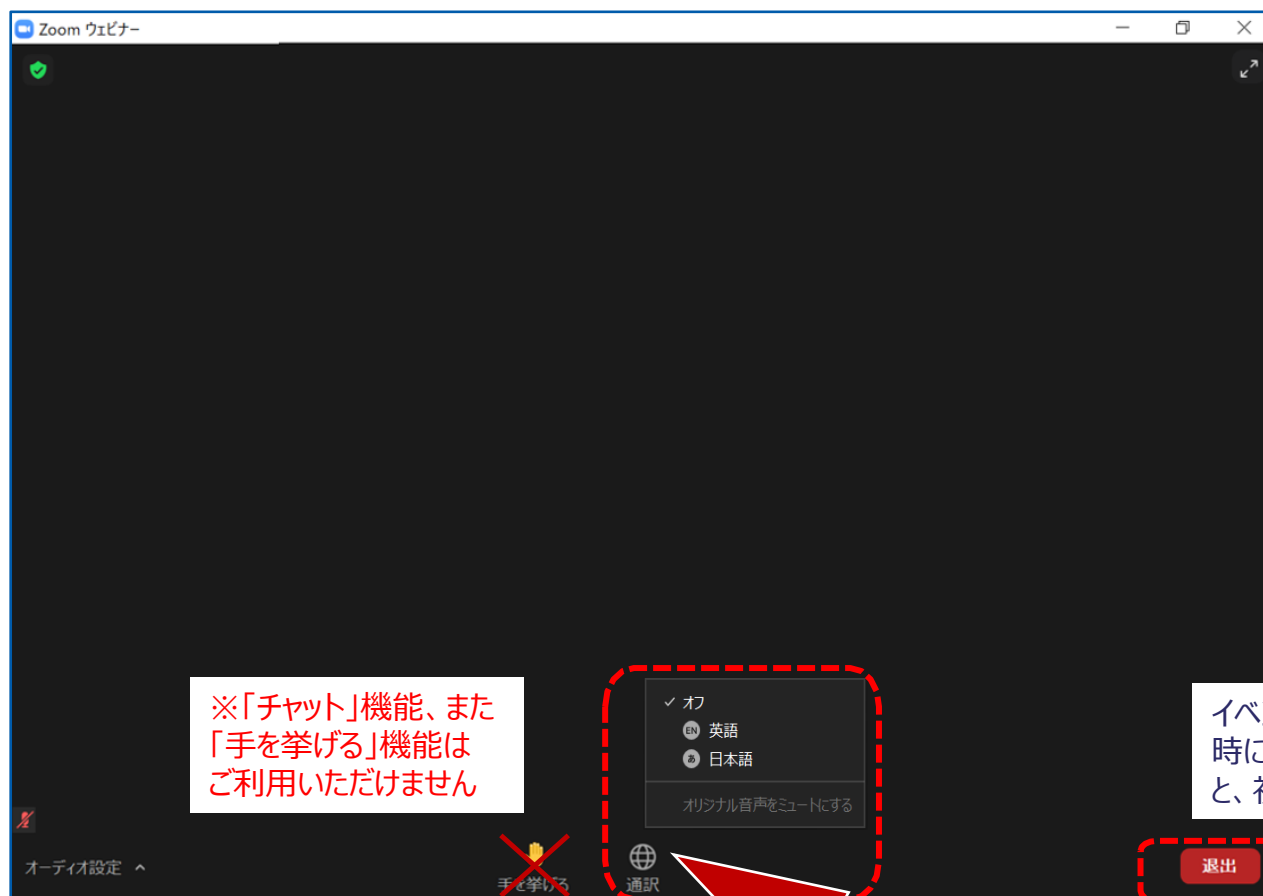 Zoom ウェビナー
※「チャット」機能、また
「手を挙げる」機能は
ご利用いただけません
オフ
EN 英語
あ 日本語
オリジナル音声をミュートにする
イベ
時に
と、
オーディオ設定
手を挙げる
通訳
退出